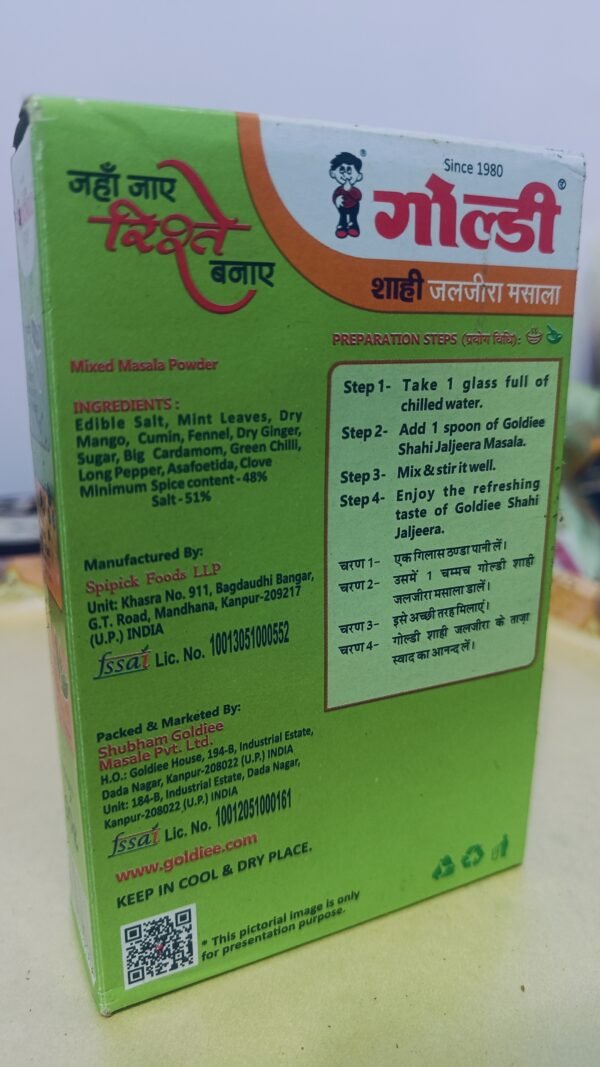 जहाँ जाए
रिश्ते
बनाए
Since 1980
®
®
गोल्डी
शाही जलजीरा मसाला
Mixed Masala Powder
INGREDIENTS :
Edible Salt, Mint Leaves, Dry
Mango, Cumin, Fennel, Dry Ginger,
Sugar, Big Cardamom, Green Chilli,
Long Pepper, Asafoetida, Clove
Minimum Spice content - 48%
Salt - 51%
Manufactured By:
Spipick Foods LLP
Unit: Khasra No. 911, Bagdaudhi Bangar,
G.T. Road, Mandhana, Kanpur-209217
(U.P.) INDIA
fssai Lic. No. 10013051000552
Packed & Marketed By:
Shubham Goldiee
Masale Pvt. Ltd.
H.O.: Goldiee House, 194-B, Industrial Estate,
Dada Nagar, Kanpur-208022 (U.P.) INDIA
Unit: 184-B, Industrial Estate, Dada Nagar,
Kanpur-208022 (U.P.) INDIA
fssai Lic. No. 10012051000161
www.goldiee.com
KEEP IN COOL & DRY PLACE.
* This pictorial image is only
for presentation purpose.
PREPARATION STEPS (प्रयोग विधि) :
Step 1- Take 1 glass full of
chilled water.
Step 2- Add 1 spoon of Goldiee
Shahi Jaljeera Masala.
Step 3- Mix & stir it well.
Step 4- Enjoy the refreshing
taste of Goldiee Shahi
Jaljeera.
चरण 1- एक गिलास ठण्डा पानी लें।
चरण 2- उसमें 1 चम्मच गोल्डी शाही
जलजीरा मसाला डालें।
चरण 3- इसे अच्छी तरह मिलाएं।
चरण 4- गोल्डी शाही जलजीरा के ताज़ा
स्वाद का आनन्द लें।